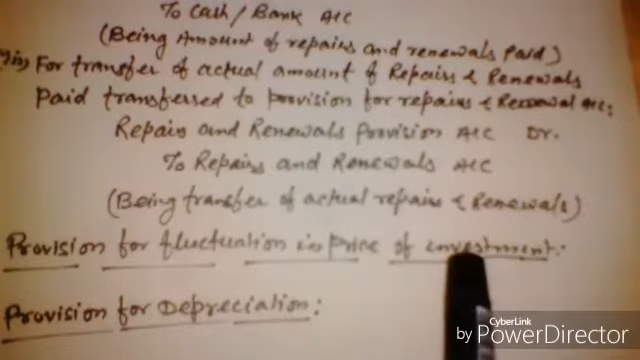 To Cash/Bank A/C
(Being Amount of repairs and renewals Paid)
For transfer of actual amount of Repairs & Renewals
Paid transferred to provision for repairs & Renewal A/C:
Repairs and Renewals Provision A/C Dr.
To Repairs and Renewals A/C
(Being transfer of actual repairs & Renewals)
Provision for fluctuation in Price of investment:
Provision for Depreciation:
CyberLink
by PowerDirector